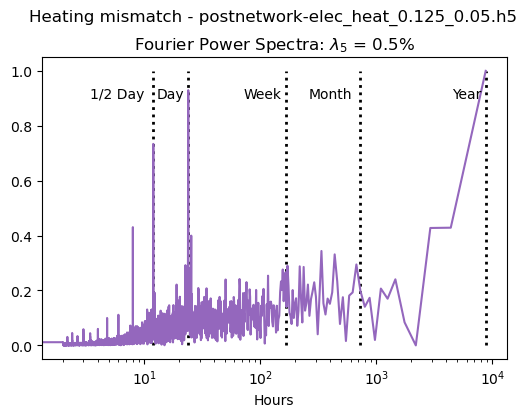 Heating mismatch - postnetwork-elec_heat_0.125_0.05.h5
Fourier Power Spectra: λ5 = 0.5%
1.0
1/2 Day Day Week Month Year
0.8
0.6
0.4
0.2
0.0
10^1 10^2 10^3 10^4
Hours